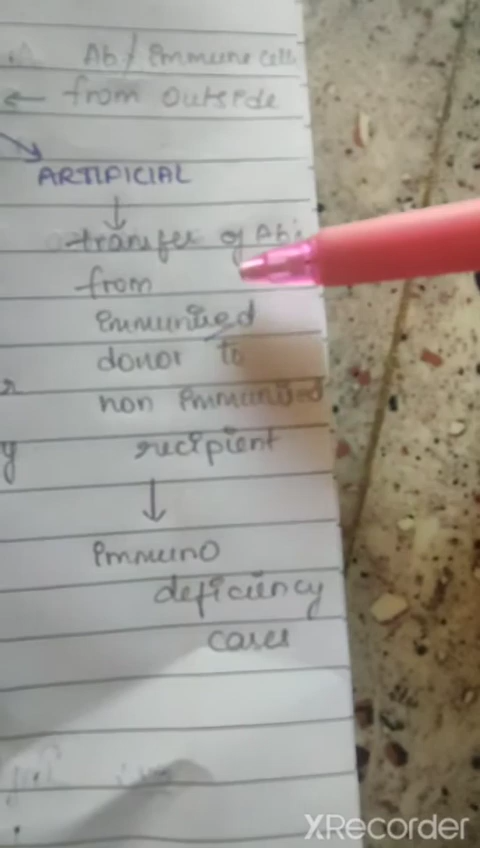 Ab/ Immune cells
← from outside
ARTIFICIAL
↓
transfer of Ab's
from
immunized
donor to
non immunized
y recipient
↓
immuno
deficiency
cases
XRecorder